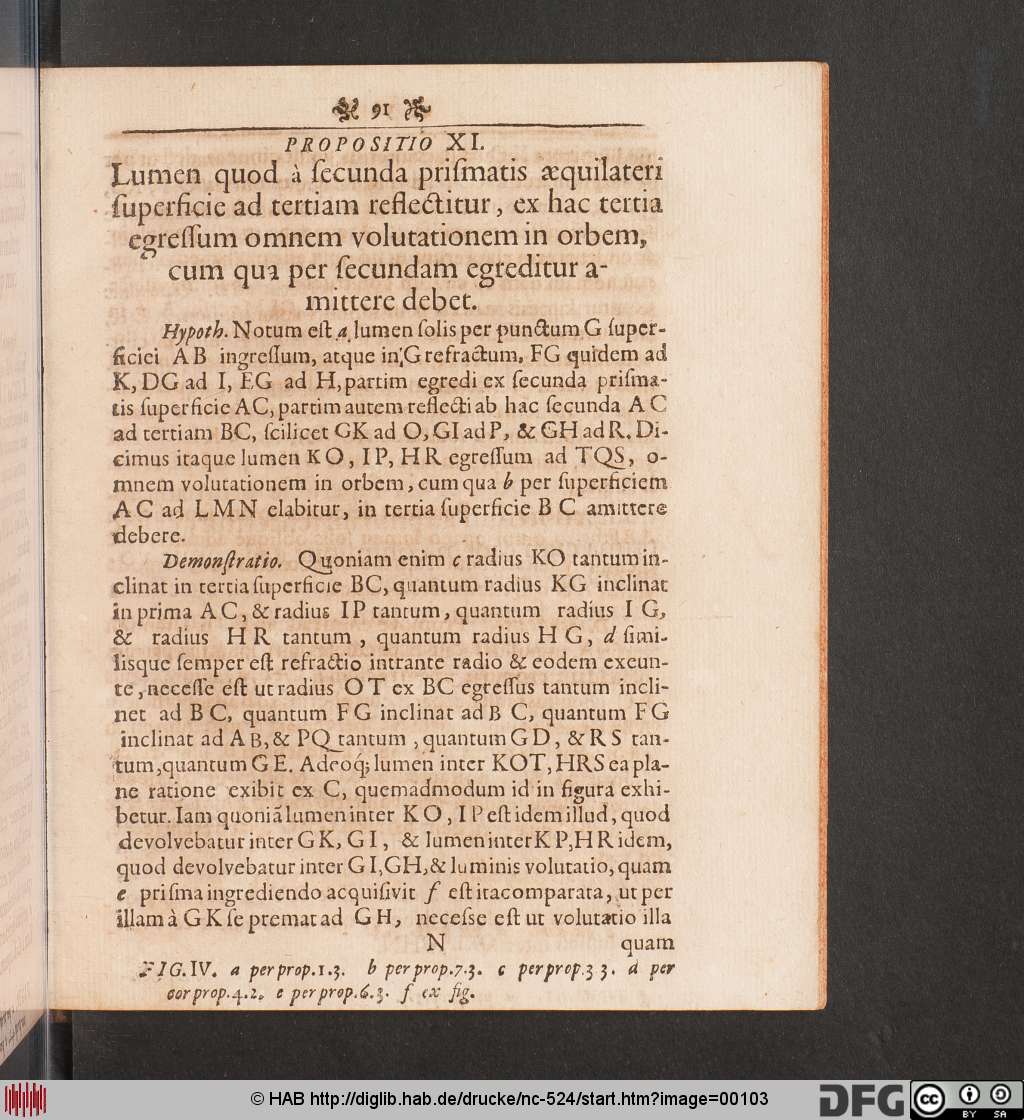 91
PROPOSITIO XI.
Lumen quod à ſecunda priſmatis æquilateri
ſuperficie ad tertiam reflectitur, ex hac tertia
egreſſum omnem volutationem in orbem,
cum qua per ſecundam egreditur a-
mittere debet.
Hypoth. Notum eſt a lumen ſolis per punctum G ſuper-
ficiei AB ingreſſum, atque in G refractum, FG quidem ad
K, DG ad I, EG ad H, partim egredi ex ſecunda priſma-
tis ſuperficie AC, partim autem reflecti ab hac ſecunda AC
ad tertiam BC, ſcilicet GK ad O, GI ad P, & GH ad R. Di-
cimus itaque lumen KO, IP, HR egreſſum ad TQS, o-
mnem volutationem in orbem, cum qua b per ſuperficiem
AC ad LMN elabitur, in tertia ſuperficie BC amittere
debere.
Demonſtratio. Quoniam enim c radius KO tantum in-
clinat in tertia ſuperficie BC, quantum radius KG inclinat
in prima AC, & radius IP tantum, quantum radius IG,
& radius HR tantum, quantum radius HG, d ſimi-
lisque ſemper eſt refractio intrante radio & eodem exeun-
te, neceſſe eſt ut radius OT ex BC egreſſus tantum incli-
net ad BC, quantum FG inclinat ad BC, quantum FG
inclinat ad AB, & PQ tantum, quantum GD, & RS tan-
tum, quantum GE. Adeoq́; lumen inter KOT, HRS ea pla-
ne ratione exibit ex C, quemadmodum id in figura exhi-
betur. Iam quoniã lumen inter KO, IP eſt idem illud, quod
devolvebatur inter GK, GI, & lumen inter KP, HR idem,
quod devolvebatur inter GI, GH, & luminis volutatio, quam
e priſma ingrediendo acquiſivit f eſt ita comparata, ut per
illam à GK ſe premat ad GH, neceſse eſt ut volutatio illa
N quam
FIG. IV. a per prop. 1. 3. b per prop. 7. 3. c per prop. 3 3. d per
cor prop. 4. 2. e per prop. 6. 3. f ex fig.
© HAB http://diglib.hab.de/drucke/nc-524/start.htm?image=00103
DFG
cc
BY SA